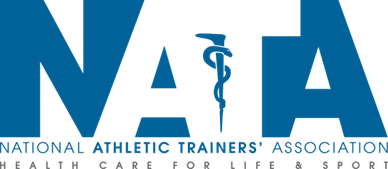 NATA
NATIONAL ATHLETIC TRAINERS' ASSOCIATION
HEALTH CARE FOR LIFE & SPORT